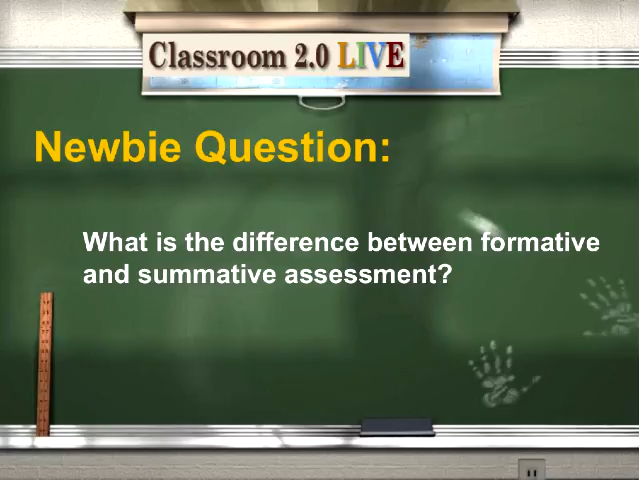 Classroom 2.0 LIVE
Newbie Question:
What is the difference between formative
and summative assessment?